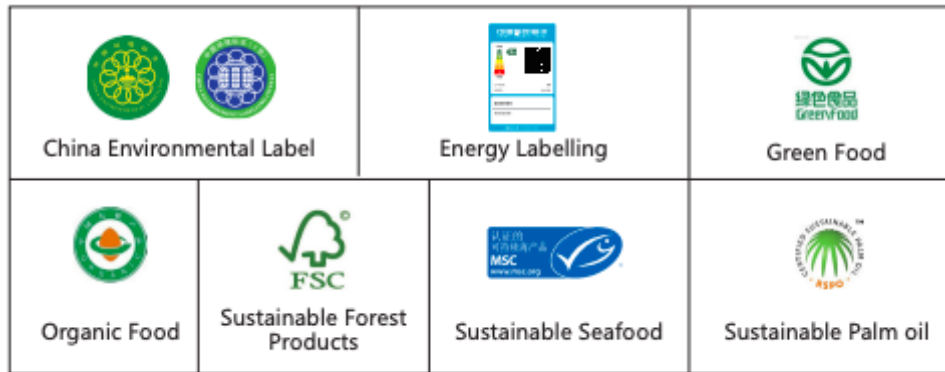 China Environmental Label
Energy Labelling
绿色食品
GreenFood
Green Food
Organic Food
©
FSC
Sustainable Forest
Products
认证的
可持续海产品
MSC
www.msc.org
Sustainable Seafood
CERTIFIED SUSTAINABLE PALM OIL
TM
RSPO
Sustainable Palm oil